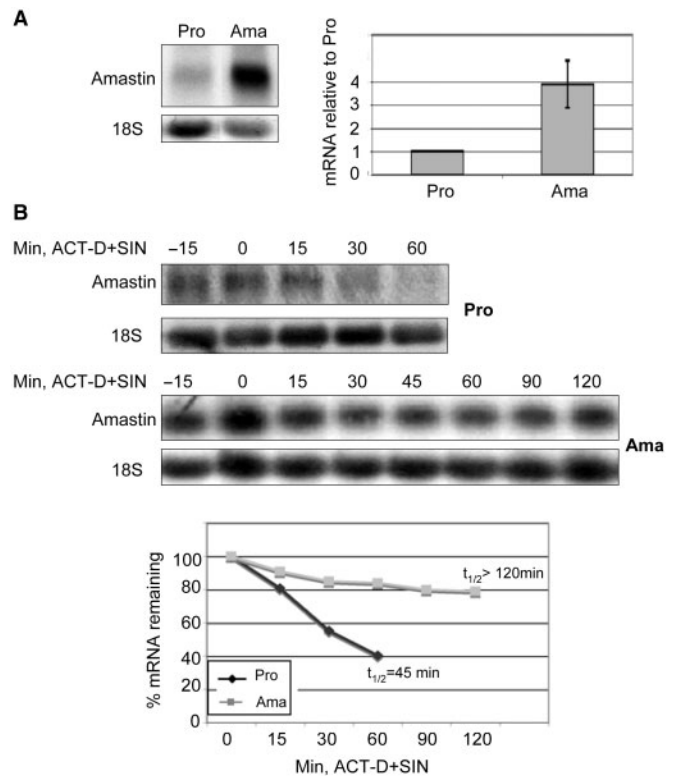 A
Pro Ama
Amastin
18S
mRNA relative to Pro
4
3
2
1
0
Pro Ama
B
Min, ACT-D+SIN –15 0 15 30 60
Amastin
Pro
18S
Min, ACT-D+SIN –15 0 15 30 45 60 90 120
Amastin
Ama
18S
% mRNA remaining
100
80
60
40
20
0
t1/2> 120min
t1/2=45 min
Pro
Ama
0 15 30 60 90 120
Min, ACT-D+SIN